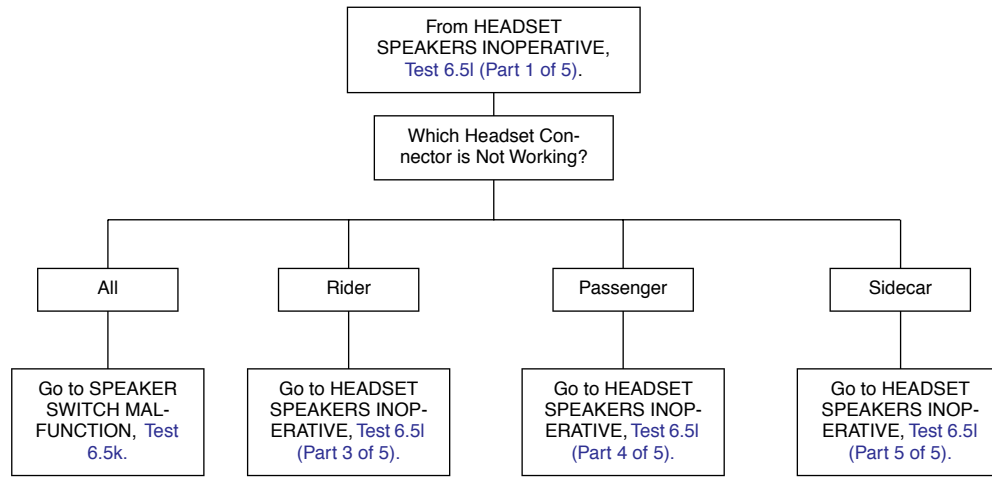 From HEADSET
SPEAKERS INOPERATIVE,
Test 6.5l (Part 1 of 5).
Which Headset Con-
nector is Not Working?
All
Rider
Passenger
Sidecar
Go to SPEAKER
SWITCH MAL-
FUNCTION, Test
6.5k.
Go to HEADSET
SPEAKERS INOP-
ERATIVE, Test 6.5l
(Part 3 of 5).
Go to HEADSET
SPEAKERS INOP-
ERATIVE, Test 6.5l
(Part 4 of 5).
Go to HEADSET
SPEAKERS INOP-
ERATIVE, Test 6.5l
(Part 5 of 5).